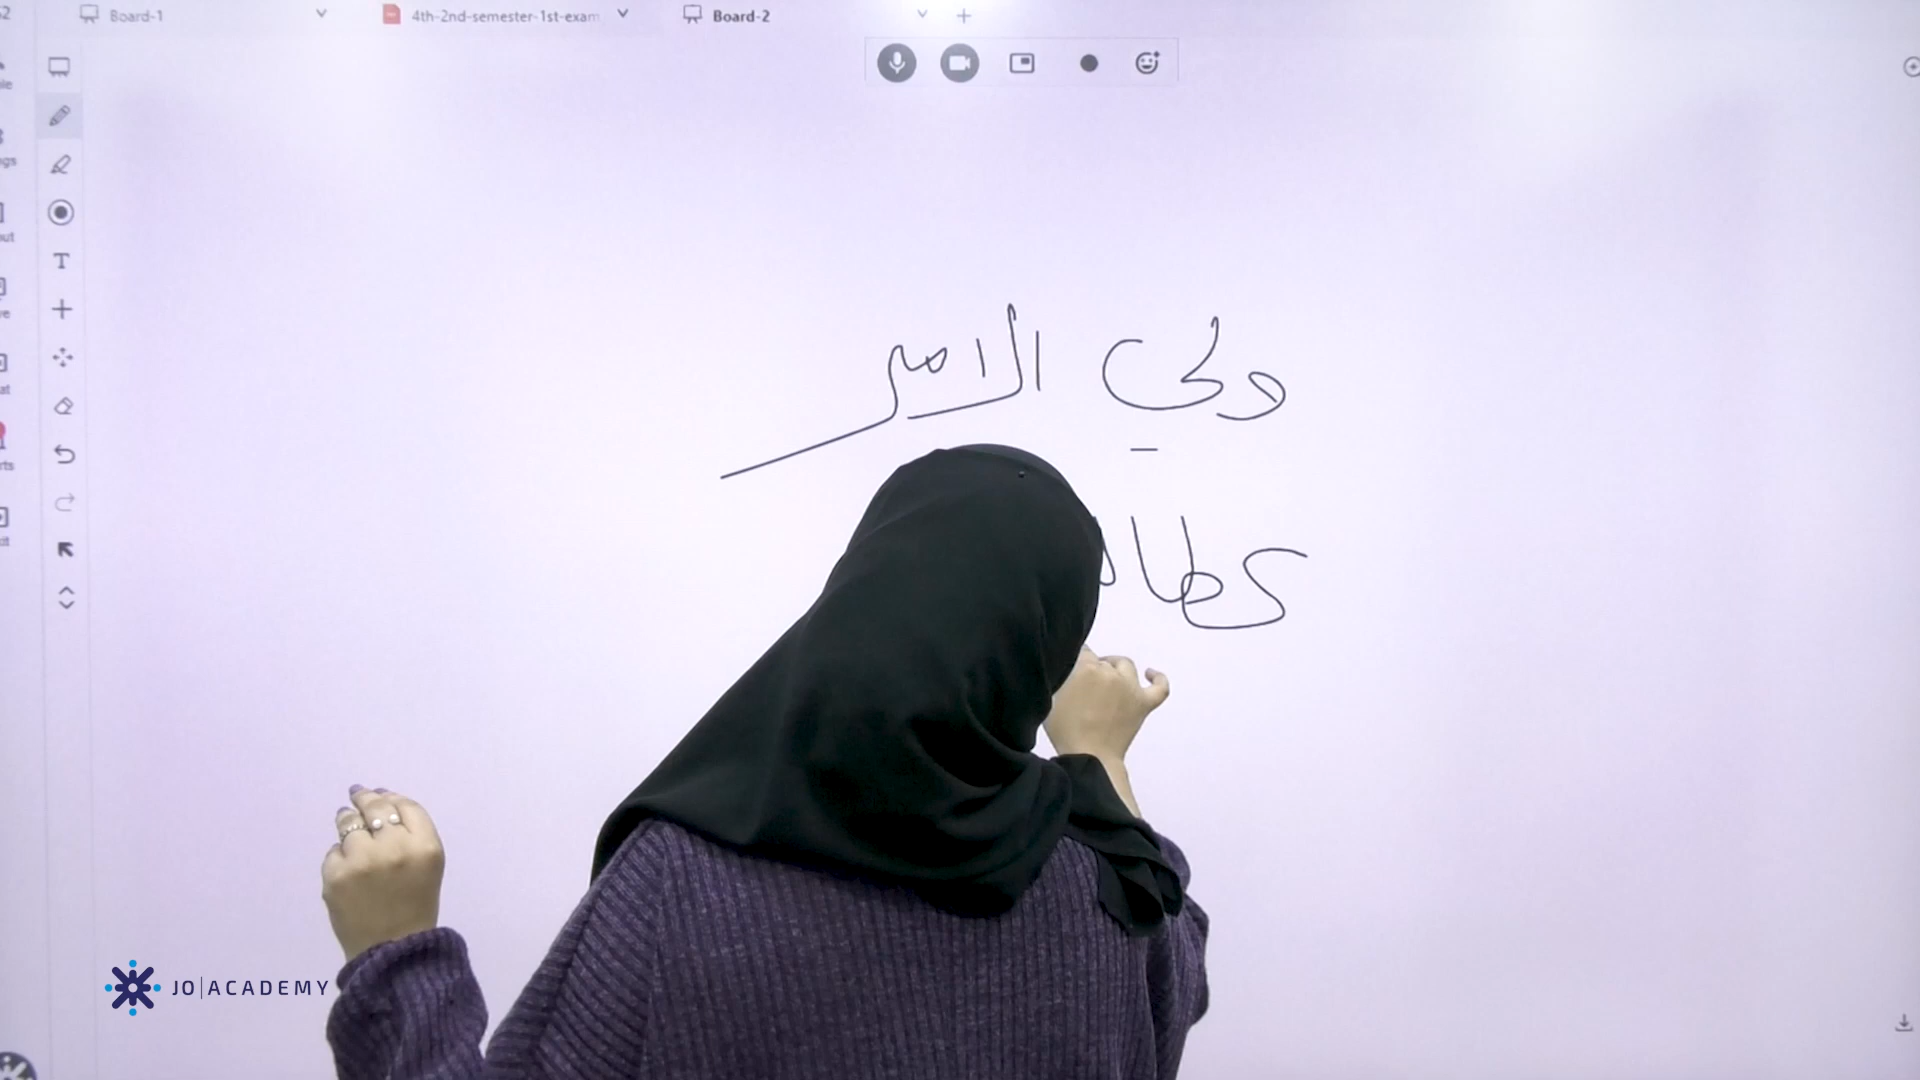 Board-1
4th-2nd-semester-1st-exam
Board-2
T
ولي الامر
JO|ACADEMY